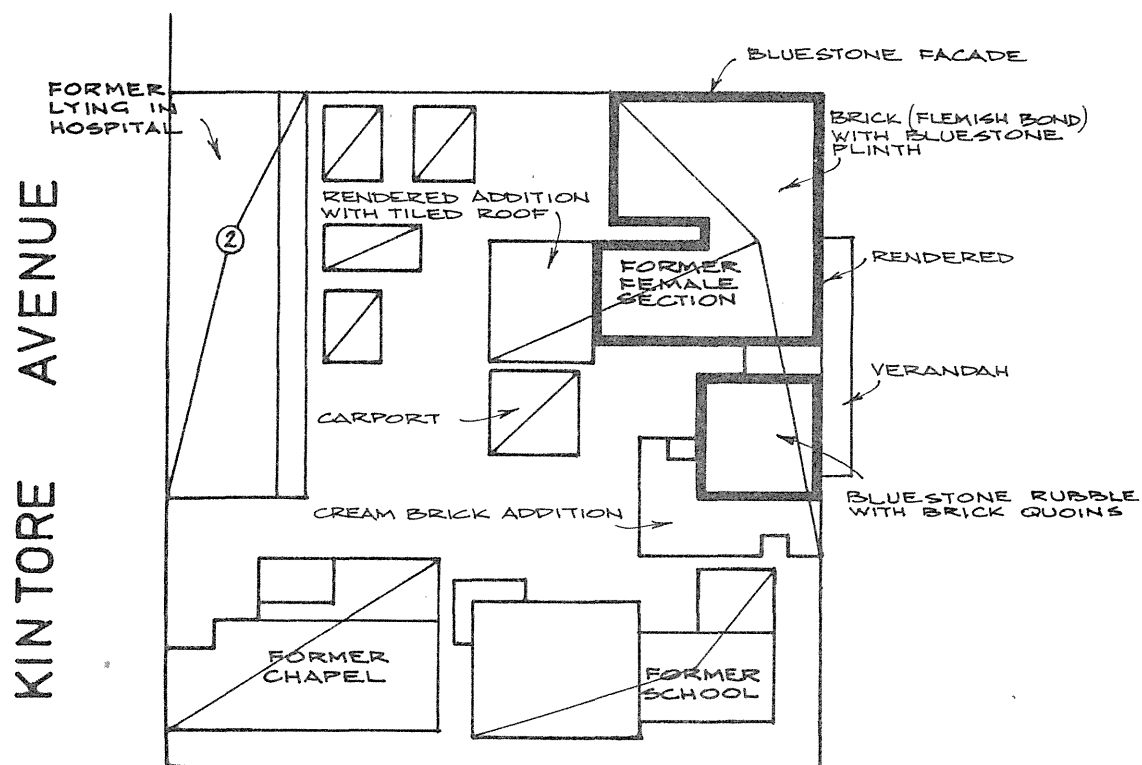 BLUESTONE FACADE
FORMER
LYING IN
HOSPITAL
BRICK (FLEMISH BOND)
WITH BLUESTONE
PLINTH
RENDERED ADDITION
WITH TILED ROOF
2
FORMER
FEMALE
SECTION
RENDERED
VERANDAH
CARPORT
BLUESTONE RUBBLE
WITH BRICK QUOINS
CREAM BRICK ADDITION
FORMER
CHAPEL
FORMER
SCHOOL
KINTORE AVENUE